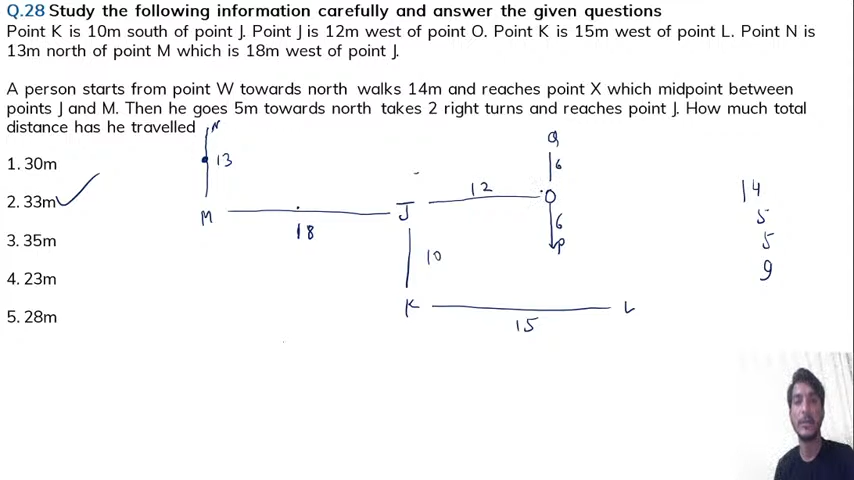 Q.28 Study the following information carefully and answer the given questions
Point K is 10m south of point J. Point J is 12m west of point O. Point K is 15m west of point L. Point N is
13m north of point M which is 18m west of point J.
A person starts from point W towards north walks 14m and reaches point X which midpoint between
points J and M. Then he goes 5m towards north takes 2 right turns and reaches point J. How much total
distance has he travelled
1. 30m
2. 33m
3. 35m
4. 23m
5. 28m
N
13
M
18
J
12
Q
6
O
6
P
10
K
15
L
14
5
5
9